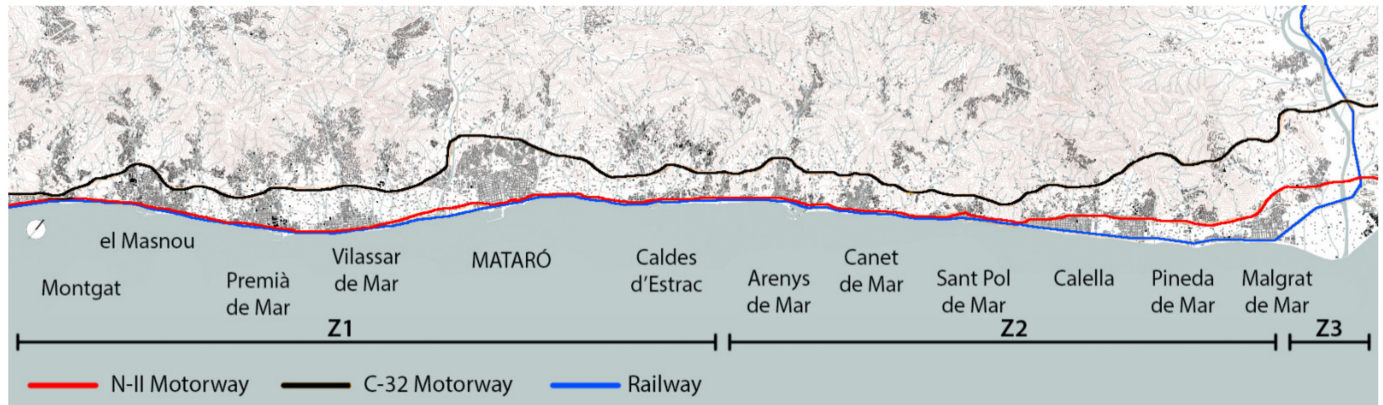 el Masnou
Montgat
Premià
de Mar
Vilassar
de Mar
MATARÓ
Caldes
d'Estrac
Arenys
de Mar
Canet
de Mar
Sant Pol
de Mar
Calella
Pineda
de Mar
Malgrat
de Mar
Z1
Z2
Z3
N-II Motorway
C-32 Motorway
Railway